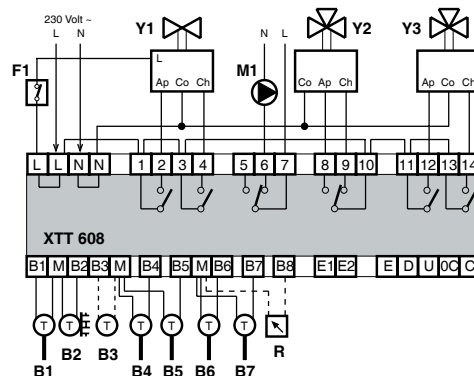 230 Volt ~
L N Y1 N L Y2 Y3
F1 L M1
Ap Co Ch Ap Co Ch Ap Co Ch
L L N N 1 2 3 4 5 6 7 8 9 10 11 12 13 14
XTT 608
B1 M B2 B3 M B4 B5 M B6 B7 B8 E1 E2 E D U 0C C
T T T T T T T
B1 B2 B3 B4 B5 B6 B7 R